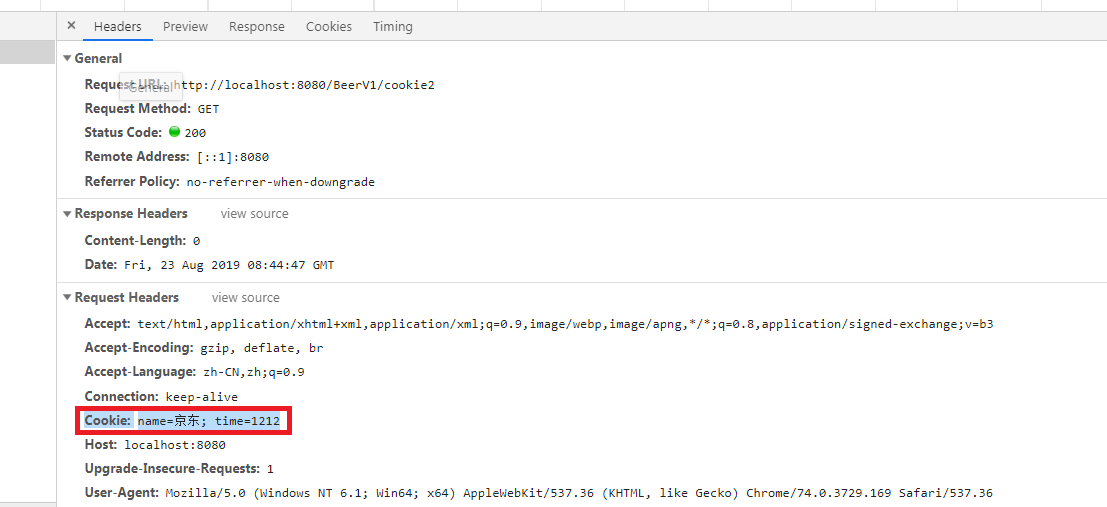 × Headers Preview Response Cookies Timing
▼ General
Request URL: http://localhost:8080/BeerV1/cookie2
General
Request Method: GET
Status Code: 200
Remote Address: [::1]:8080
Referrer Policy: no-referrer-when-downgrade
▼ Response Headers view source
Content-Length: 0
Date: Fri, 23 Aug 2019 08:44:47 GMT
▼ Request Headers view source
Accept: text/html,application/xhtml+xml,application/xml;q=0.9,image/webp,image/apng,*/*;q=0.8,application/signed-exchange;v=b3
Accept-Encoding: gzip, deflate, br
Accept-Language: zh-CN,zh;q=0.9
Connection: keep-alive
Cookie: name=京东; time=1212
Host: localhost:8080
Upgrade-Insecure-Requests: 1
User-Agent: Mozilla/5.0 (Windows NT 6.1; Win64; x64) AppleWebKit/537.36 (KHTML, like Gecko) Chrome/74.0.3729.169 Safari/537.36